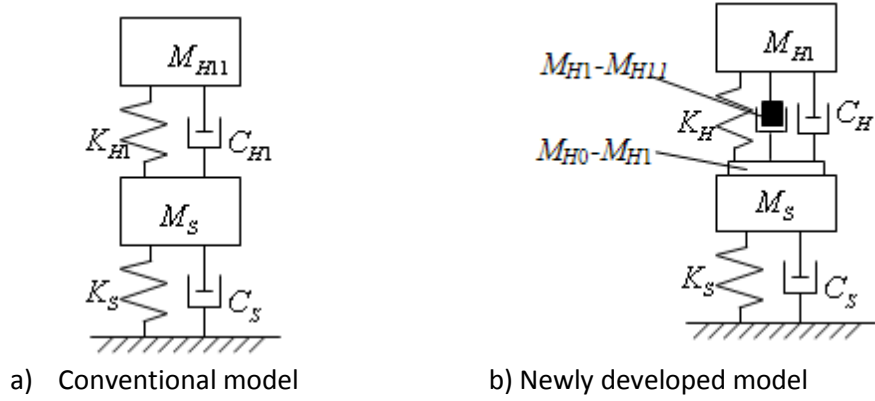 M_{H11}
K_{H1}
C_{H1}
M_S
K_S
C_S
a) Conventional model
M_{H1}
M_{H1}-M_{H11}
K_H
C_H
M_{H0}-M_{H1}
M_S
K_S
C_S
b) Newly developed model